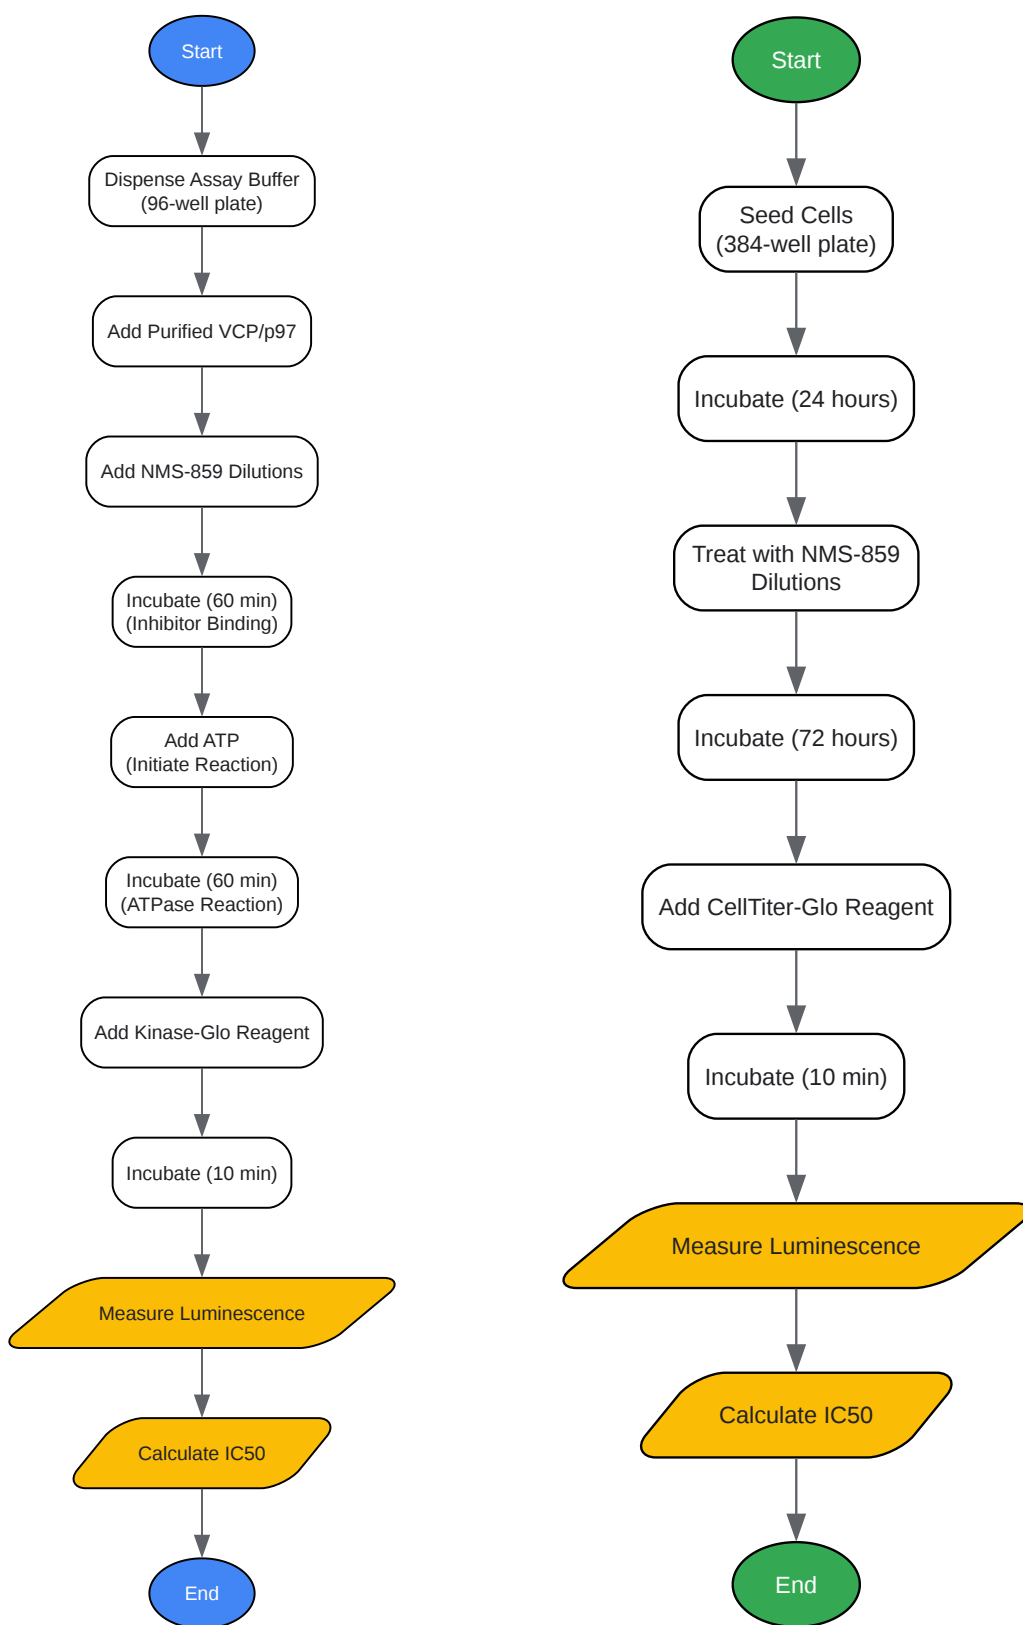 Start
Dispense Assay Buffer
(96-well plate)
Add Purified VCP/p97
Add NMS-859 Dilutions
Incubate (60 min)
(Inhibitor Binding)
Add ATP
(Initiate Reaction)
Incubate (60 min)
(ATPase Reaction)
Add Kinase-Glo Reagent
Incubate (10 min)
Measure Luminescence
Calculate IC50
End
Start
Seed Cells
(384-well plate)
Incubate (24 hours)
Treat with NMS-859
Dilutions
Incubate (72 hours)
Add CellTiter-Glo Reagent
Incubate (10 min)
Measure Luminescence
Calculate IC50
End